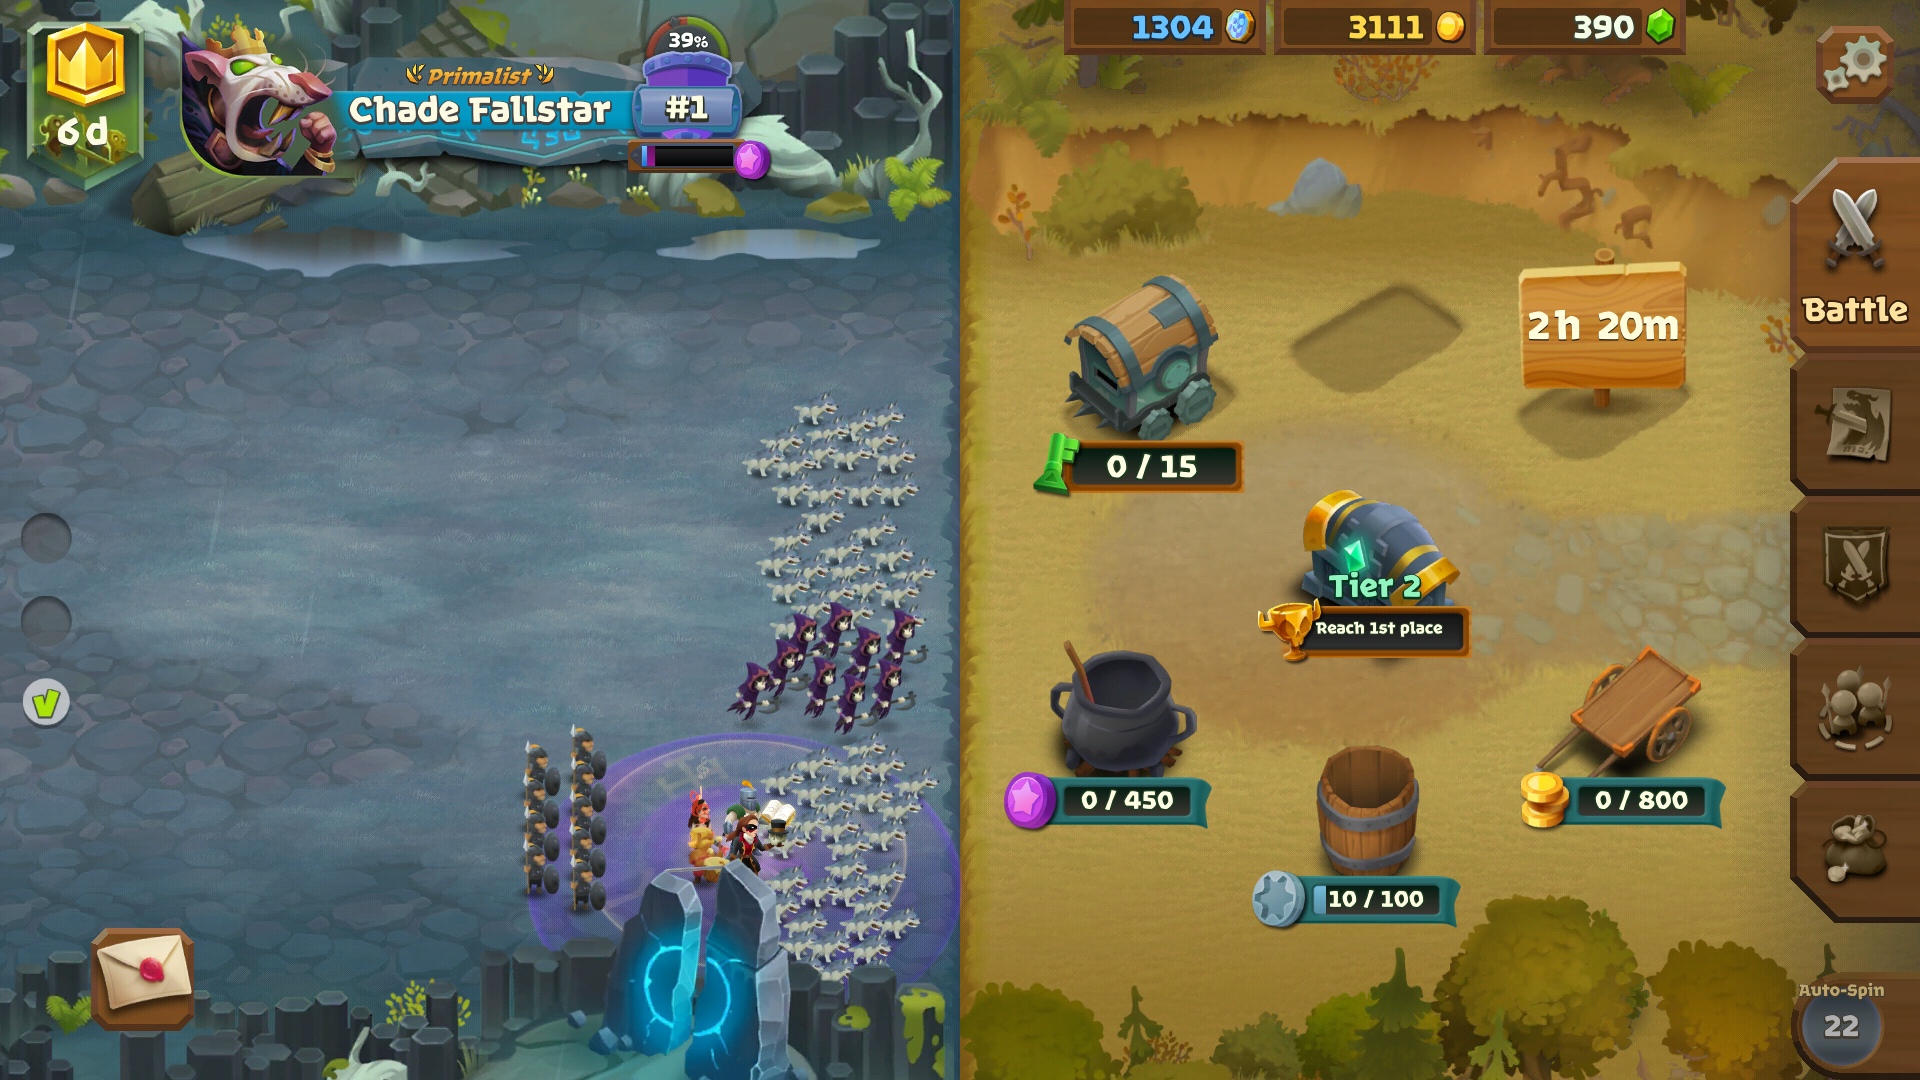 6d
Primalist
Chade Fallstar
39%
#1
1304
3111
390
2h 20m
Battle
0 / 15
Tier 2
Reach 1st place
0 / 450
0 / 800
10 / 100
Auto-Spin
22